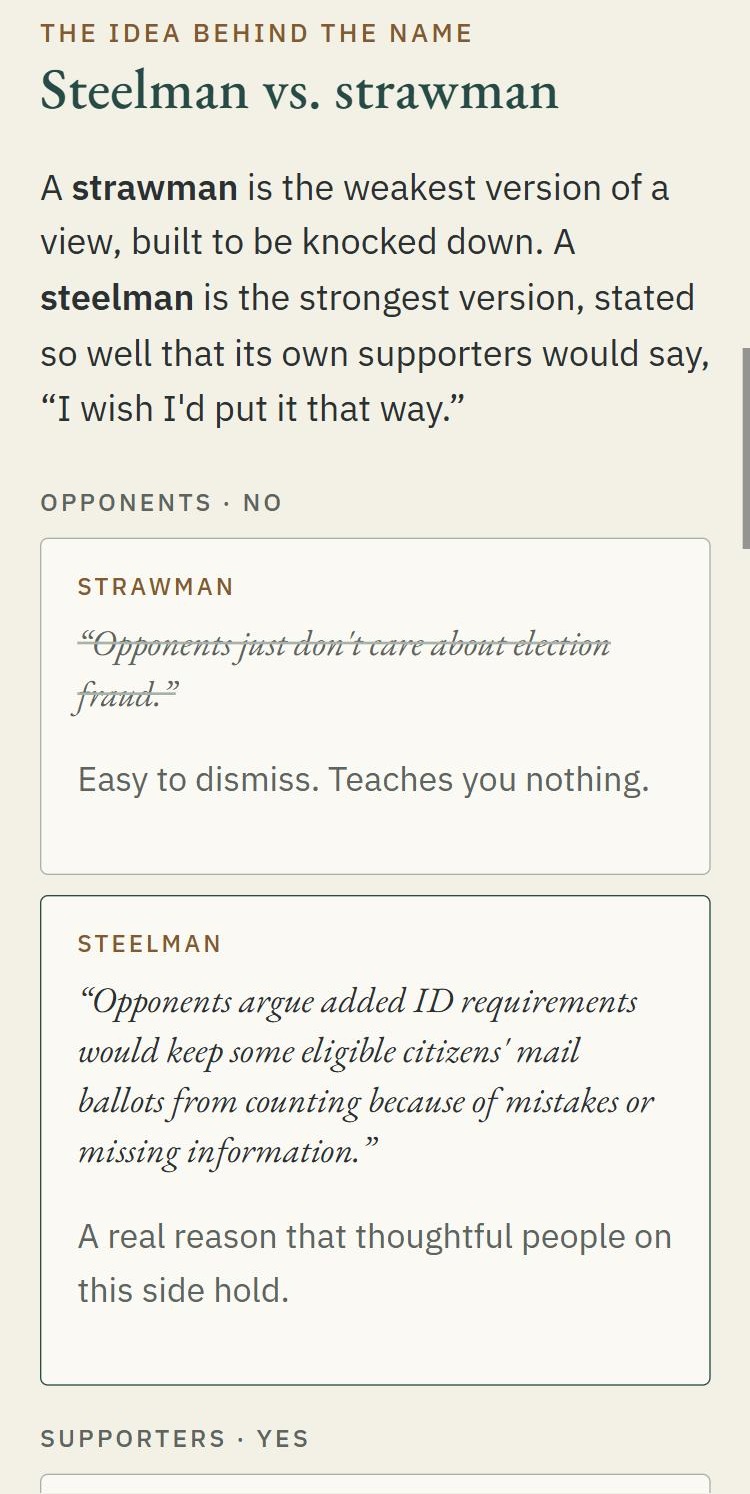 THE IDEA BEHIND THE NAME
Steelman vs. strawman
A strawman is the weakest version of a
view, built to be knocked down. A
steelman is the strongest version, stated
so well that its own supporters would say,
“I wish I'd put it that way.”
OPPONENTS · NO
STRAWMAN
“Opponents just don't care about election
fraud.”
Easy to dismiss. Teaches you nothing.
STEELMAN
“Opponents argue added ID requirements
would keep some eligible citizens' mail
ballots from counting because of mistakes or
missing information.”
A real reason that thoughtful people on
this side hold.
SUPPORTERS · YES